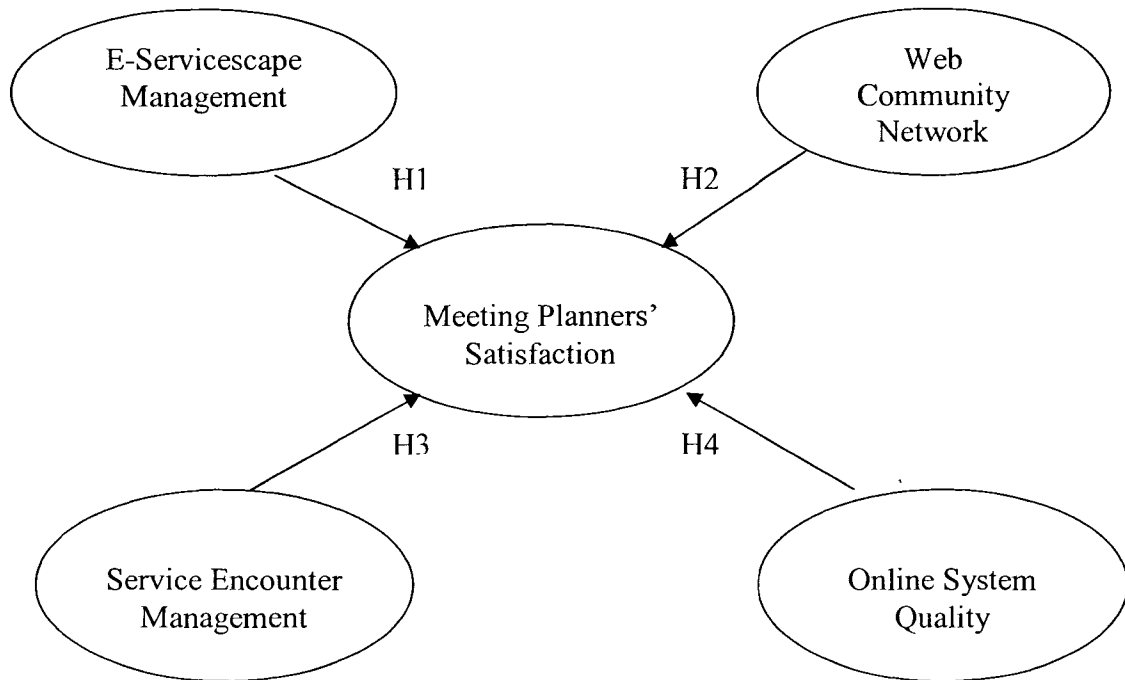 E-Servicescape
Management
Web
Community
Network
H1
H2
Meeting Planners’
Satisfaction
H3
H4
Service Encounter
Management
Online System
Quality